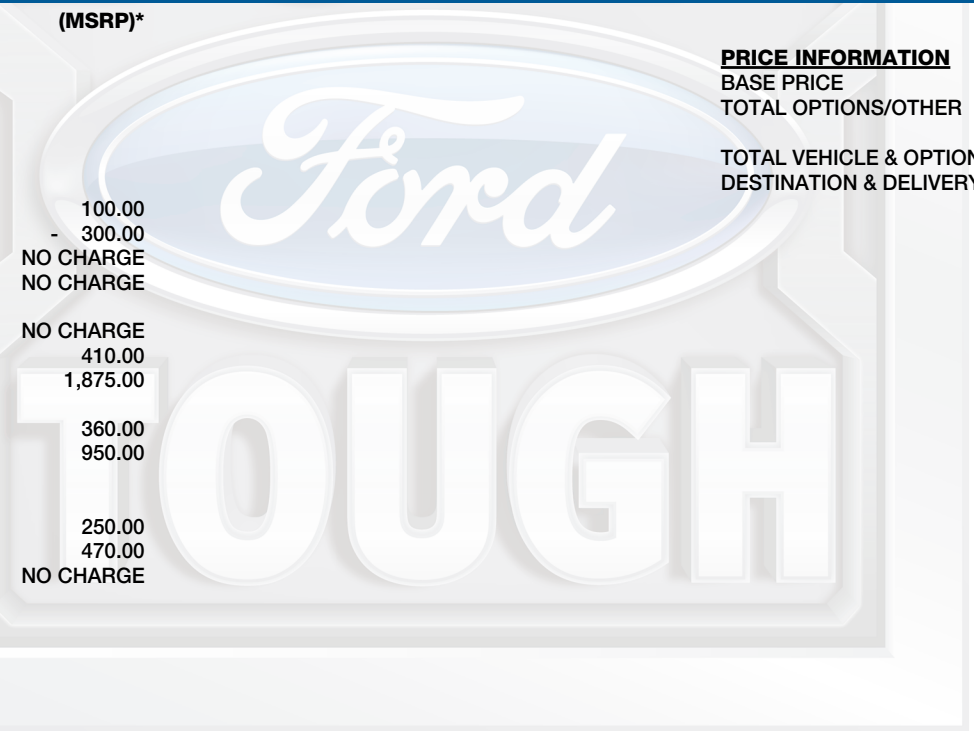 (MSRP)*
100.00
- 300.00
NO CHARGE
NO CHARGE
NO CHARGE
410.00
1,875.00
360.00
950.00
250.00
470.00
NO CHARGE
PRICE INFORMATION
BASE PRICE
TOTAL OPTIONS/OTHER
TOTAL VEHICLE & OPTION
DESTINATION & DELIVERY
Ford
TOUGH